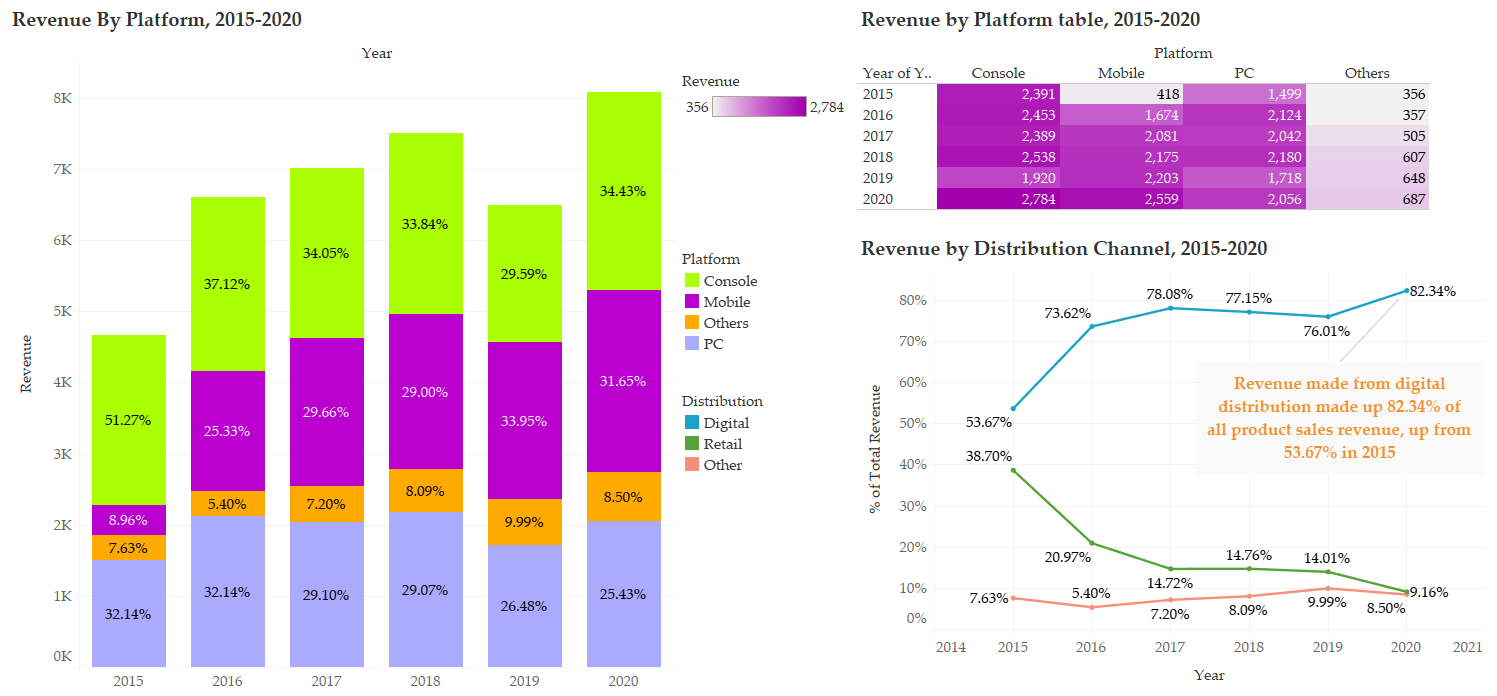 Revenue By Platform, 2015-2020
Year
8K
7K
6K
5K
4K
3K
2K
1K
0K
Revenue
51.27%
8.96%
7.63%
32.14%
37.12%
25.33%
5.40%
32.14%
34.05%
29.66%
7.20%
29.10%
33.84%
29.00%
8.09%
29.07%
29.59%
33.95%
9.99%
26.48%
34.43%
31.65%
8.50%
25.43%
2015 2016 2017 2018 2019 2020
Revenue
356 2,784
Platform
Console
Mobile
Others
PC
Distribution
Digital
Retail
Other
Revenue by Platform table, 2015-2020
Platform
Year of Y.. Console Mobile PC Others
2015 2,391 418 1,499 356
2016 2,453 1,674 2,124 357
2017 2,389 2,081 2,042 505
2018 2,538 2,175 2,180 607
2019 1,920 2,203 1,718 648
2020 2,784 2,559 2,056 687
Revenue by Distribution Channel, 2015-2020
% of Total Revenue
80%
70%
60%
50%
40%
30%
20%
10%
0%
53.67%
73.62%
78.08%
77.15%
76.01%
82.34%
38.70%
20.97%
14.72%
14.76%
14.01%
9.16%
7.63%
5.40%
7.20%
8.09%
9.99%
8.50%
Revenue made from digital
distribution made up 82.34% of
all product sales revenue, up from
53.67% in 2015
2014 2015 2016 2017 2018 2019 2020 2021
Year